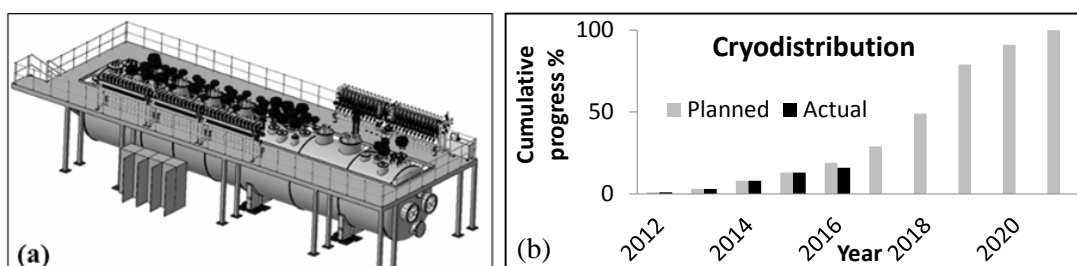 (a)
Cryodistribution
Cumulative
progress %
100
50
0
Planned Actual
2012
2014
2016
2018
2020
Year
(b)